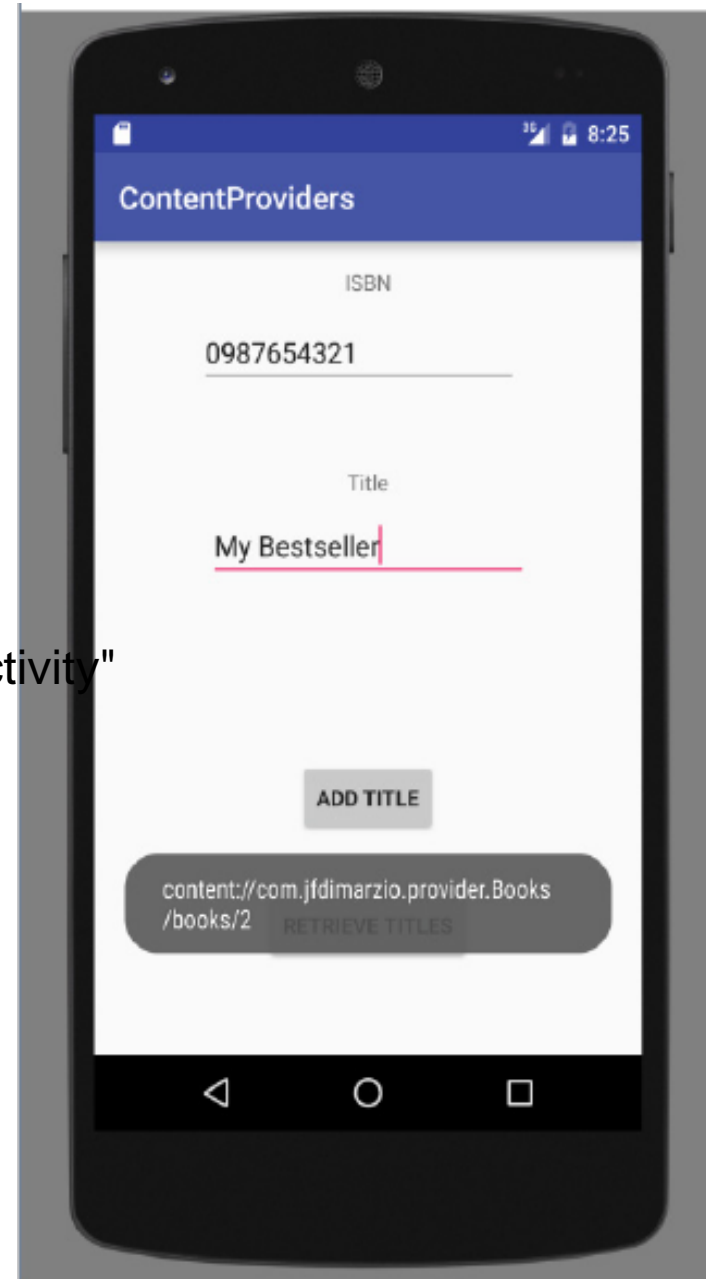 8:25
ContentProviders
ISBN
0987654321
Title
My Bestseller
ctivity"
ADD TITLE
content://com.jfdimarzio.provider.Books
/books/2
RETRIEVE TITLES